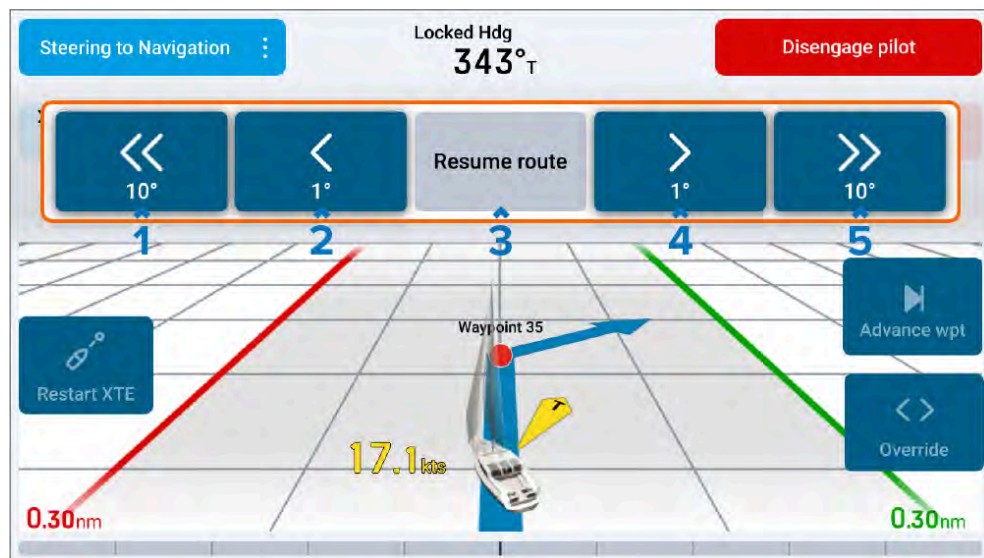 Steering to Navigation
Locked Hdg
343°T
Disengage pilot
10°
1°
Resume route
1°
10°
1
2
3
4
5
Advance wpt
Waypoint 35
Restart XTE
T
Override
17.1kts
0.30nm
0.30nm